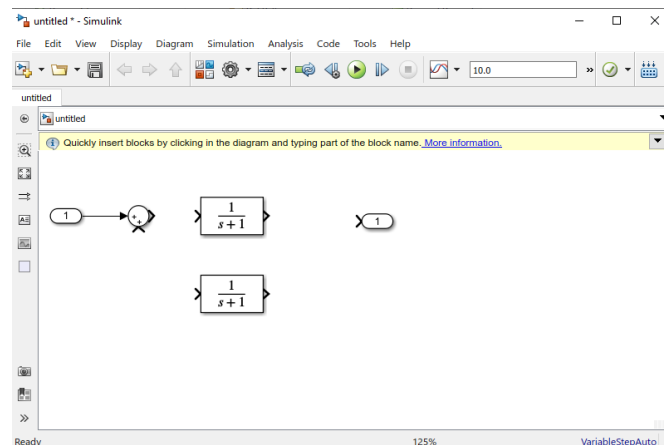 untitled * - Simulink
File Edit View Display Diagram Simulation Analysis Code Tools Help
10.0
»
untitled
untitled
Quickly insert blocks by clicking in the diagram and typing part of the block name. More information.
1
+
+
1
s + 1
1
1
s + 1
»
Ready
125%
VariableStepAuto